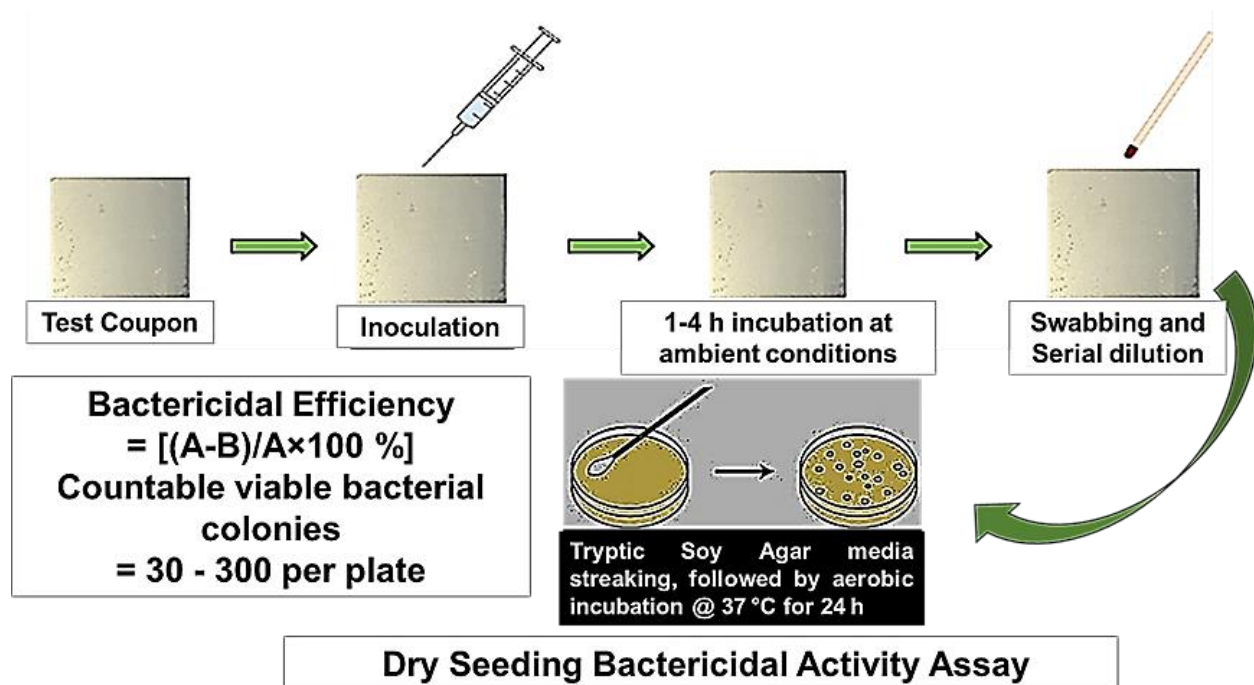 Test Coupon
Inoculation
1-4 h incubation at
ambient conditions
Swabbing and
Serial dilution
Bactericidal Efficiency
= [(A-B)/A×100 %]
Countable viable bacterial
colonies
= 30 - 300 per plate
Tryptic Soy Agar media
streaking, followed by aerobic
incubation @ 37 °C for 24 h
Dry Seeding Bactericidal Activity Assay